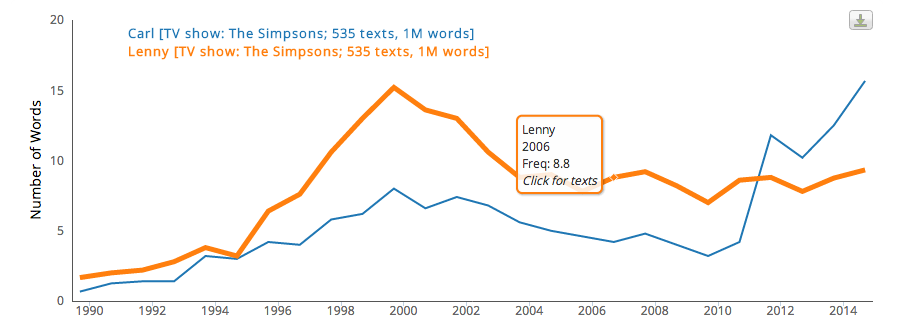 20
Carl [TV show: The Simpsons; 535 texts, 1M words]
Lenny [TV show: The Simpsons; 535 texts, 1M words]
15
Number of Words
Lenny
2006
Freq: 8.8
Click for texts
10
5
0
1990 1992 1994 1996 1998 2000 2002 2004 2006 2008 2010 2012 2014